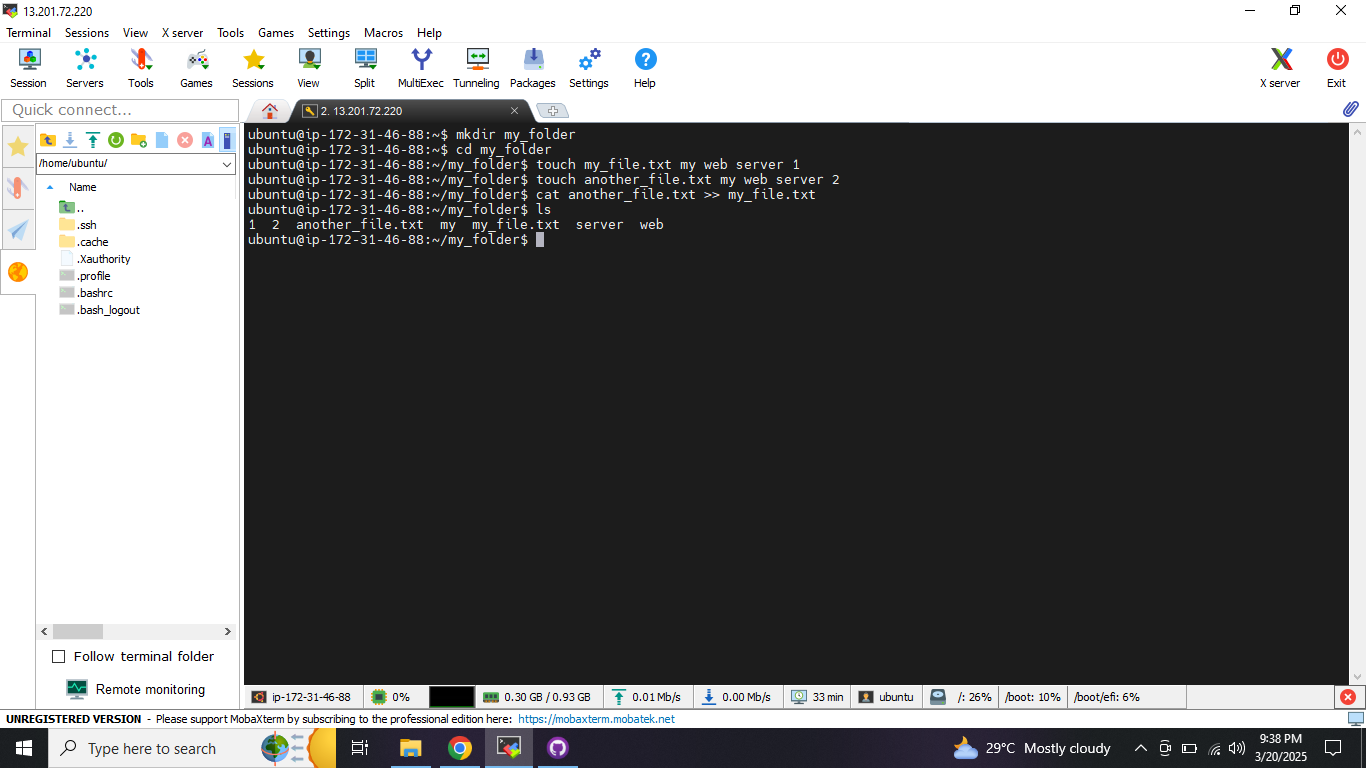 13.201.72.220
Terminal Sessions View X server Tools Games Settings Macros Help
Session Servers Tools Games Sessions View Split MultiExec Tunneling Packages Settings Help X server Exit
Quick connect...
2. 13.201.72.220
/home/ubuntu/
Name
..
.ssh
.cache
.Xauthority
.profile
.bashrc
.bash_logout
Follow terminal folder
Remote monitoring
ubuntu@ip-172-31-46-88:~$ mkdir my_folder
ubuntu@ip-172-31-46-88:~$ cd my_folder
ubuntu@ip-172-31-46-88:~/my_folder$ touch my_file.txt my web server 1
ubuntu@ip-172-31-46-88:~/my_folder$ touch another_file.txt my web server 2
ubuntu@ip-172-31-46-88:~/my_folder$ cat another_file.txt >> my_file.txt
ubuntu@ip-172-31-46-88:~/my_folder$ ls
1  2  another_file.txt  my  my_file.txt  server  web
ubuntu@ip-172-31-46-88:~/my_folder$
ip-172-31-46-88 0% 0.30 GB / 0.93 GB 0.01 Mb/s 0.00 Mb/s 33 min ubuntu /: 26% /boot: 10% /boot/efi: 6%
UNREGISTERED VERSION - Please support MobaXterm by subscribing to the professional edition here: https://mobaxterm.mobatek.net
Type here to search
29°C Mostly cloudy
9:38 PM
3/20/2025